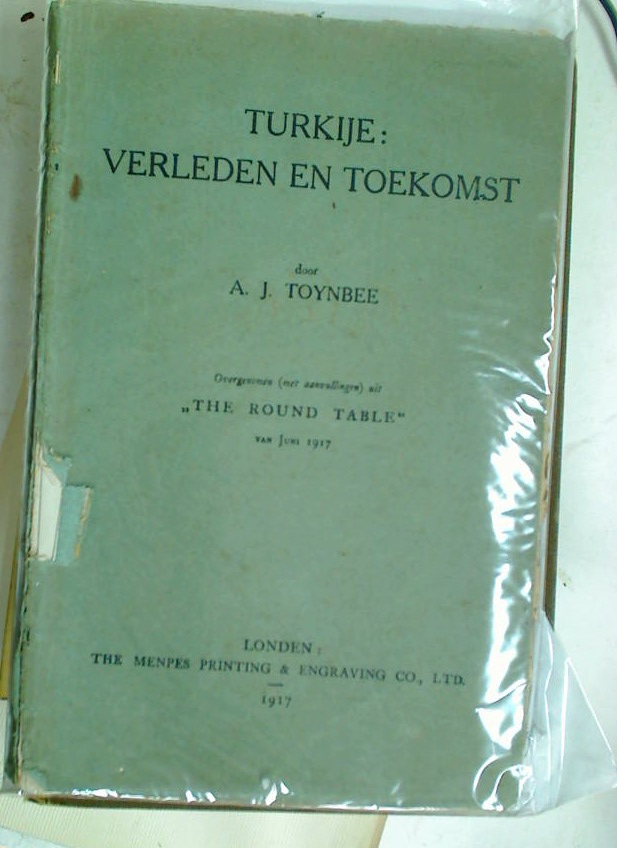 TURKIJE:
VERLEDEN EN TOEKOMST
door
A. J. TOYNBEE
Overgenomen (met aanvullingen) uit
„THE ROUND TABLE“
VAN JUNI 1917
LONDEN:
THE MENPES PRINTING & ENGRAVING CO., LTD.
1917